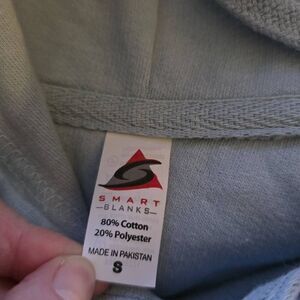 SMART
BLANKS
80% Cotton
20% Polyester
MADE IN PAKISTAN
S